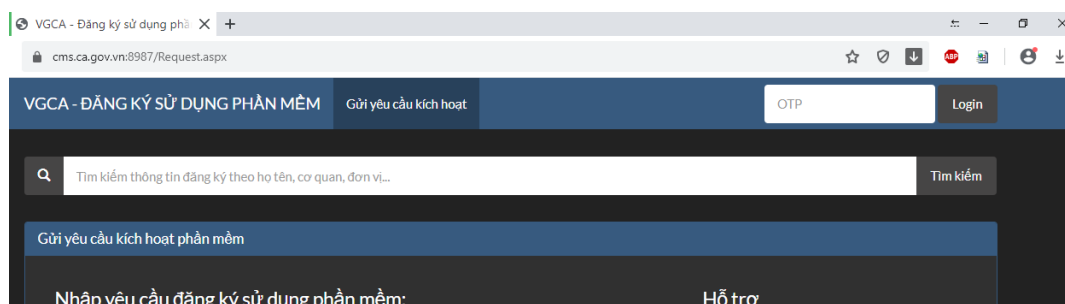 VGCA - Đăng ký sử dụng phầ
cms.ca.gov.vn:8987/Request.aspx
ABP
VGCA - ĐĂNG KÝ SỬ DỤNG PHẦN MỀM Gửi yêu cầu kích hoạt OTP Login
Tìm kiếm thông tin đăng ký theo họ tên, cơ quan, đơn vị... Tìm kiếm
Gửi yêu cầu kích hoạt phần mềm
Nhập yêu cầu đăng ký sử dụng phần mềm: Hỗ trợ